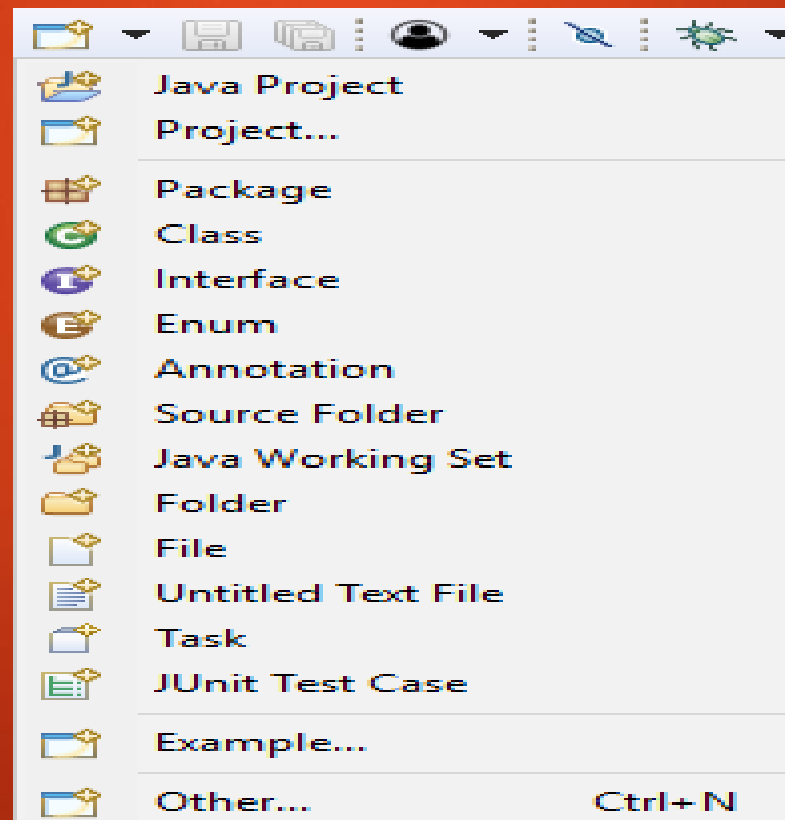 Java Project
Project...
Package
Class
Interface
Enum
Annotation
Source Folder
Java Working Set
Folder
File
Untitled Text File
Task
JUnit Test Case
Example...
Other... Ctrl+N